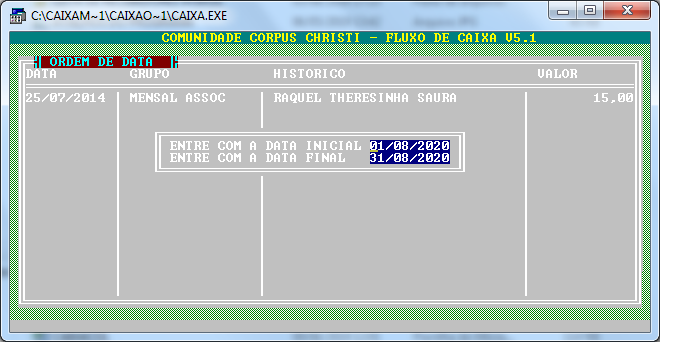 C:\CAIXAM~1\CAIXAO~1\CAIXA.EXE
COMUNIDADE CORPUS CHRISTI - FLUXO DE CAIXA V5.1
ORDEM DE DATA
DATA GRUPO HISTORICO VALOR
25/07/2014 MENSAL ASSOC RAQUEL THERESINHA SAURA 15,00
ENTRE COM A DATA INICIAL 01/08/2020
ENTRE COM A DATA FINAL 31/08/2020